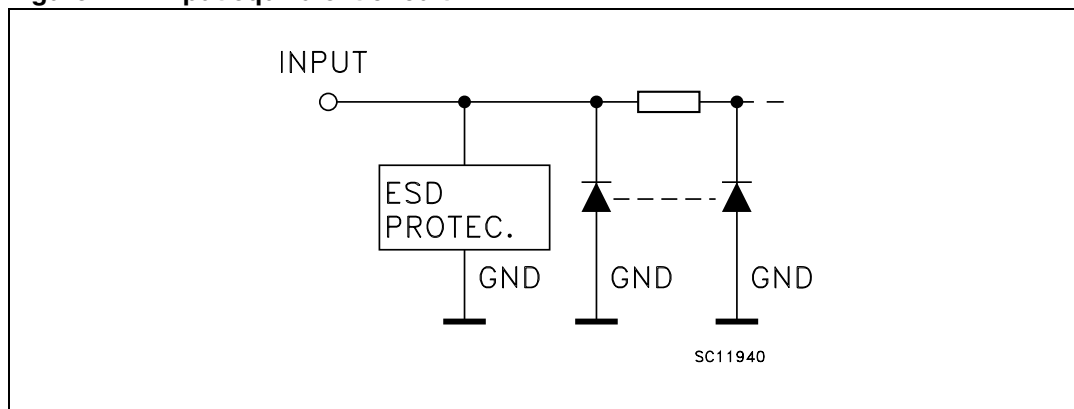 INPUT
ESD
PROTEC.
GND
GND
GND
SC11940